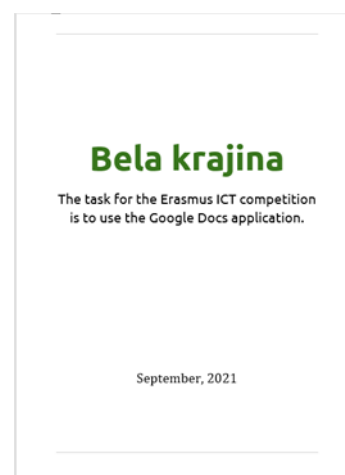 Bela krajina
The task for the Erasmus ICT competition
is to use the Google Docs application.
September, 2021